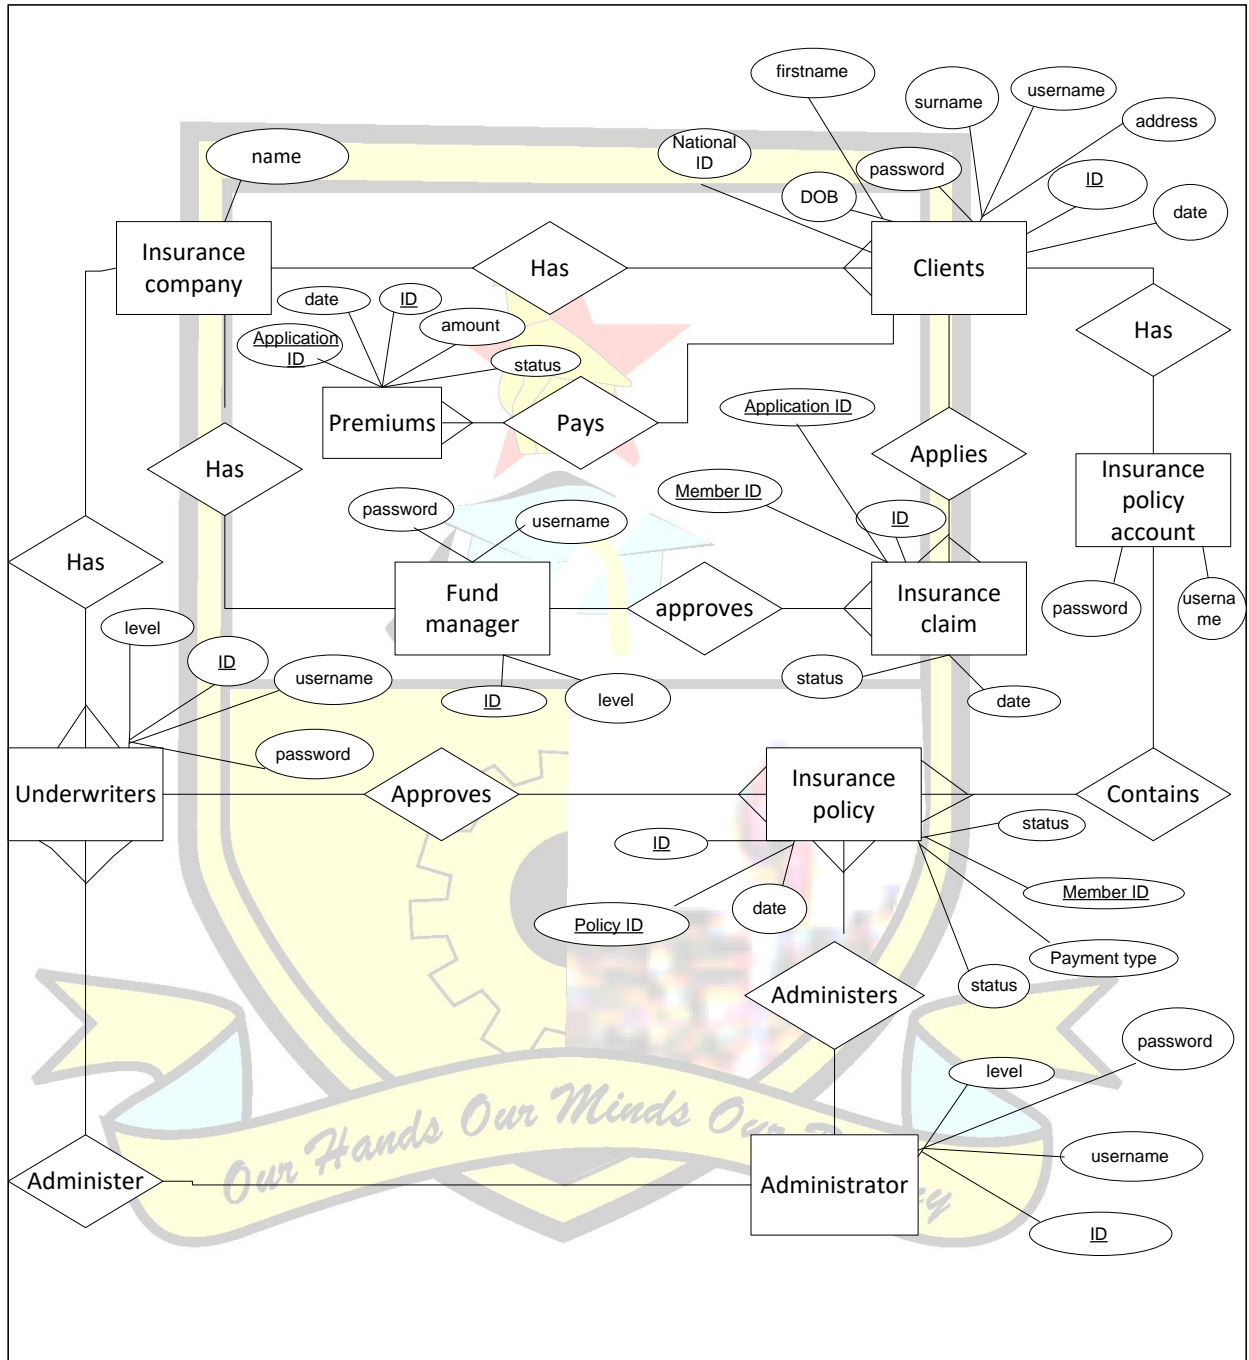 firstname
surname
username
address
National
ID
password
ID
name
DOB
date
Insurance
company
Has
Clients
Has
date
ID
amount
Application
ID
status
Premiums
Pays
Application ID
Has
Applies
Insurance
policy
account
Member ID
password
username
ID
Has
Fund
manager
approves
Insurance
claim
password
userna
me
level
ID
username
status
date
ID
level
password
Underwriters
Approves
Insurance
policy
Contains
status
ID
Member ID
date
Policy ID
Payment type
status
Administers
password
level
Our Hands Our Minds Our
username
Administer
Administrator
ID